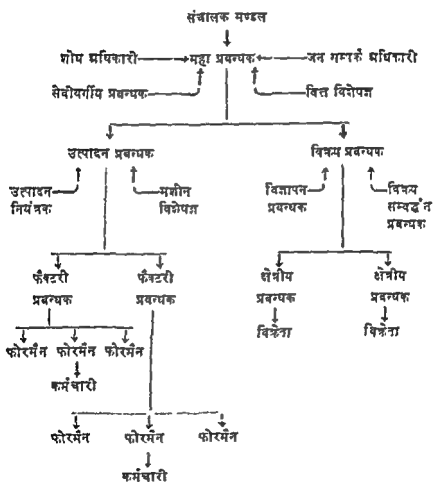 संचालक मण्डल
शोध अधिकारी महा प्रबन्धक जन सम्पर्क अधिकारी
सेवीवर्गीय प्रबन्धक वित्त विशेषज्ञ
उत्पादन प्रबन्धक विक्रय प्रबन्धक
उत्पादन मशीन विज्ञापन विक्रय
नियंत्रक विशेषज्ञ प्रबन्धक सम्वर्द्धन
प्रबन्धक
फैक्टरी फैक्टरी क्षेत्रीय क्षेत्रीय
प्रबन्धक प्रबन्धक प्रबन्धक प्रबन्धक
फोरमैन फोरमैन फोरमैन विक्रेता विक्रेता
कर्मचारी
फोरमैन फोरमैन फोरमैन
कर्मचारी